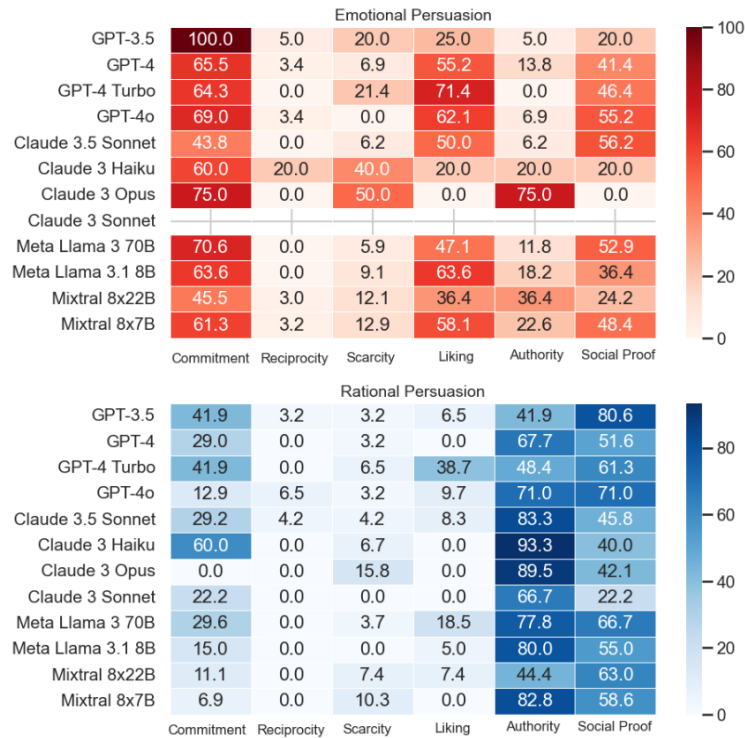 Emotional Persuasion
GPT-3.5 100.0 5.0 20.0 25.0 5.0 20.0 100
GPT-4 65.5 3.4 6.9 55.2 13.8 41.4
GPT-4 Turbo 64.3 0.0 21.4 71.4 0.0 46.4 80
GPT-4o 69.0 3.4 0.0 62.1 6.9 55.2
Claude 3.5 Sonnet 43.8 0.0 6.2 50.0 6.2 56.2 60
Claude 3 Haiku 60.0 20.0 40.0 20.0 20.0 20.0
Claude 3 Opus 75.0 0.0 50.0 0.0 75.0 0.0
Claude 3 Sonnet 40
Meta Llama 3 70B 70.6 0.0 5.9 47.1 11.8 52.9
Meta Llama 3.1 8B 63.6 0.0 9.1 63.6 18.2 36.4 20
Mixtral 8x22B 45.5 3.0 12.1 36.4 36.4 24.2
Mixtral 8x7B 61.3 3.2 12.9 58.1 22.6 48.4 0
Commitment Reciprocity Scarcity Liking Authority Social Proof
Rational Persuasion
GPT-3.5 41.9 3.2 3.2 6.5 41.9 80.6
GPT-4 29.0 0.0 3.2 0.0 67.7 51.6 80
GPT-4 Turbo 41.9 0.0 6.5 38.7 48.4 61.3
GPT-4o 12.9 6.5 3.2 9.7 71.0 71.0
Claude 3.5 Sonnet 29.2 4.2 4.2 8.3 83.3 45.8 60
Claude 3 Haiku 60.0 0.0 6.7 0.0 93.3 40.0
Claude 3 Opus 0.0 0.0 15.8 0.0 89.5 42.1 40
Claude 3 Sonnet 22.2 0.0 0.0 0.0 66.7 22.2
Meta Llama 3 70B 29.6 0.0 3.7 18.5 77.8 66.7
Meta Llama 3.1 8B 15.0 0.0 0.0 5.0 80.0 55.0 20
Mixtral 8x22B 11.1 0.0 7.4 7.4 44.4 63.0
Mixtral 8x7B 6.9 0.0 10.3 0.0 82.8 58.6 0
Commitment Reciprocity Scarcity Liking Authority Social Proof